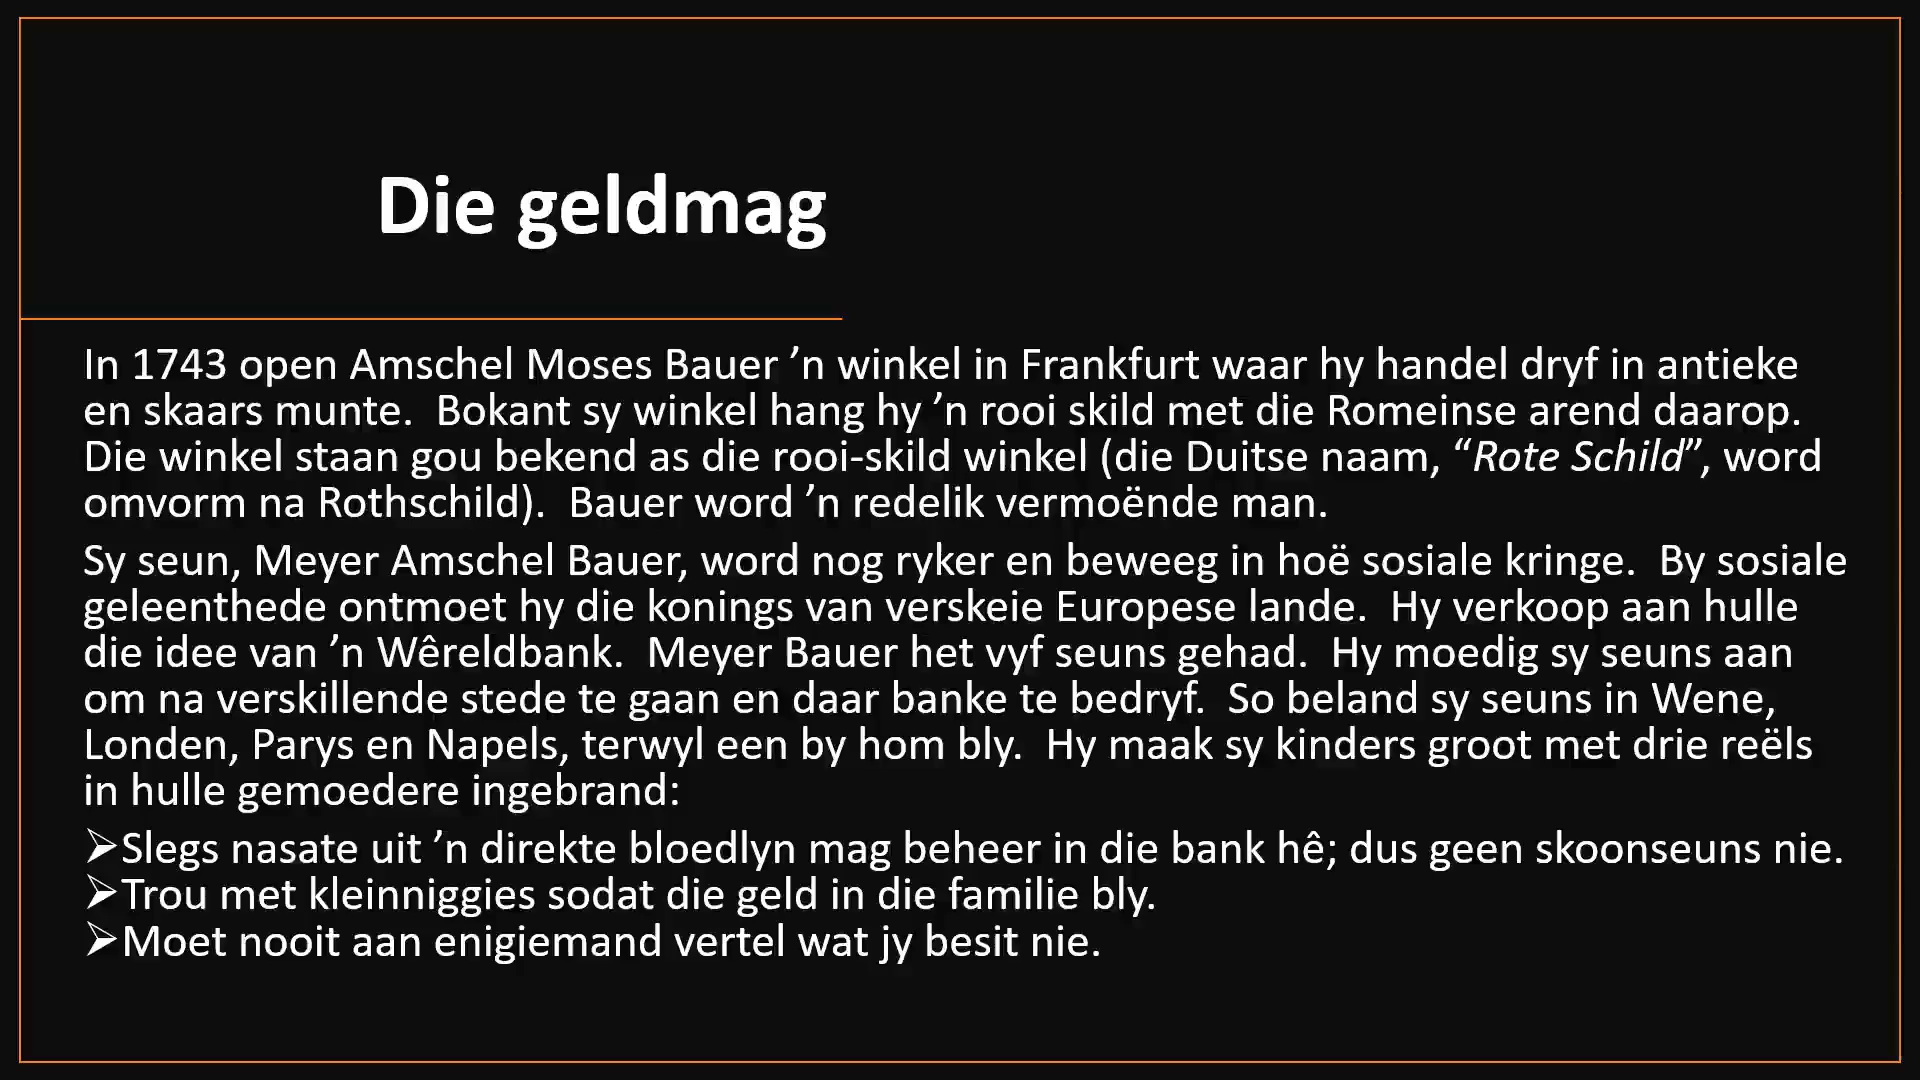 Die geldmag
In 1743 open Amschel Moses Bauer ’n winkel in Frankfurt waar hy handel dryf in antieke
en skaars munte.  Bokant sy winkel hang hy ’n rooi skild met die Romeinse arend daarop.
Die winkel staan gou bekend as die rooi-skild winkel (die Duitse naam, “Rote Schild”, word
omvorm na Rothschild).  Bauer word ’n redelik vermoënde man.
Sy seun, Meyer Amschel Bauer, word nog ryker en beweeg in hoë sosiale kringe.  By sosiale
geleenthede ontmoet hy die konings van verskeie Europese lande.  Hy verkoop aan hulle
die idee van ’n Wêreldbank.  Meyer Bauer het vyf seuns gehad.  Hy moedig sy seuns aan
om na verskillende stede te gaan en daar banke te bedryf.  So beland sy seuns in Wene,
Londen, Parys en Napels, terwyl een by hom bly.  Hy maak sy kinders groot met drie reëls
in hulle gemoedere ingebrand:
➢Slegs nasate uit ’n direkte bloedlyn mag beheer in die bank hê; dus geen skoonseuns nie.
➢Trou met kleinniggies sodat die geld in die familie bly.
➢Moet nooit aan enigiemand vertel wat jy besit nie.